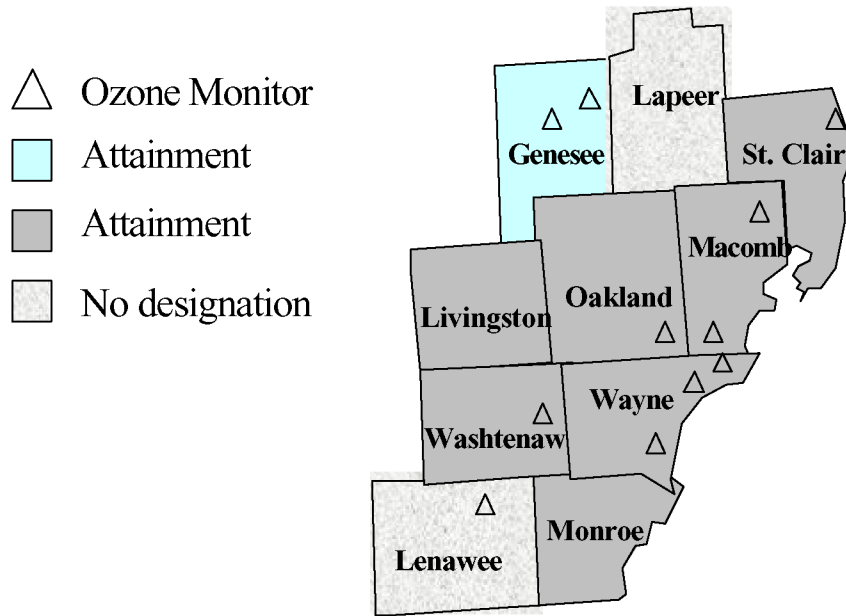 Ozone Monitor
Attainment
Attainment
No designation
Lapeer
Genesee
St. Clair
Macomb
Oakland
Livingston
Wayne
Washtenaw
Monroe
Lenawee